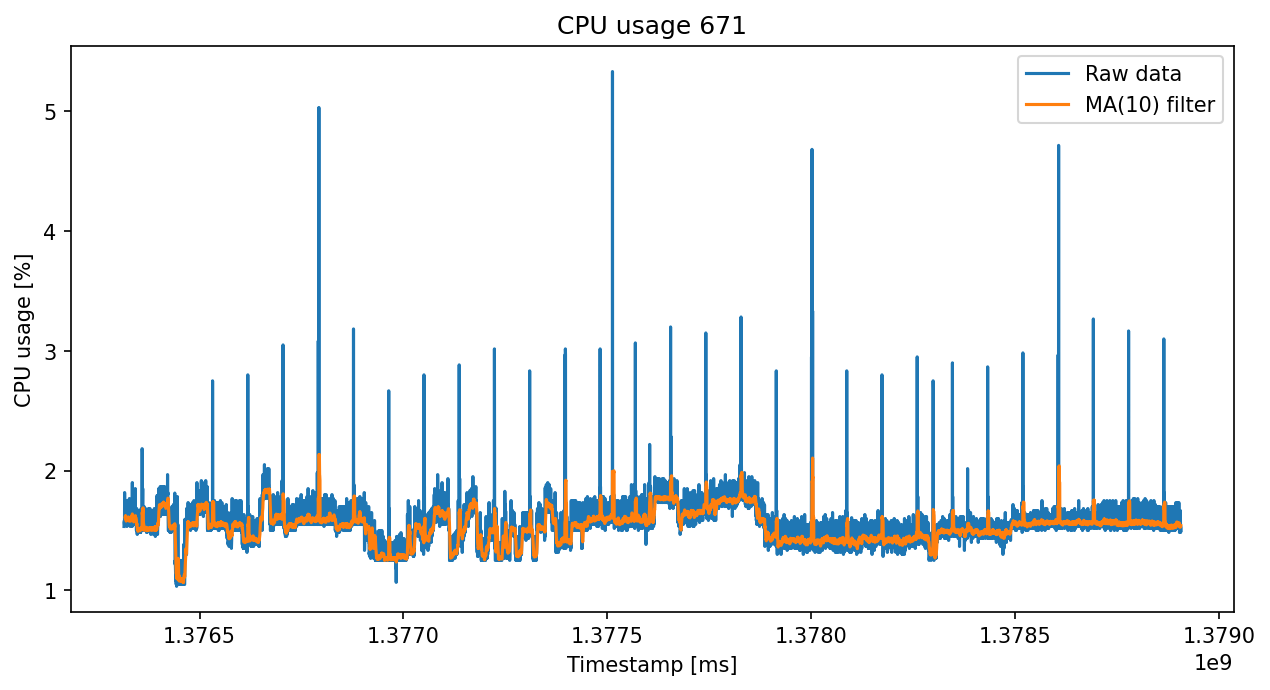 CPU usage 671
Raw data
MA(10) filter
CPU usage [%]
5
4
3
2
1
1.3765
1.3770
1.3775
1.3780
1.3785
1.3790
1e9
Timestamp [ms]